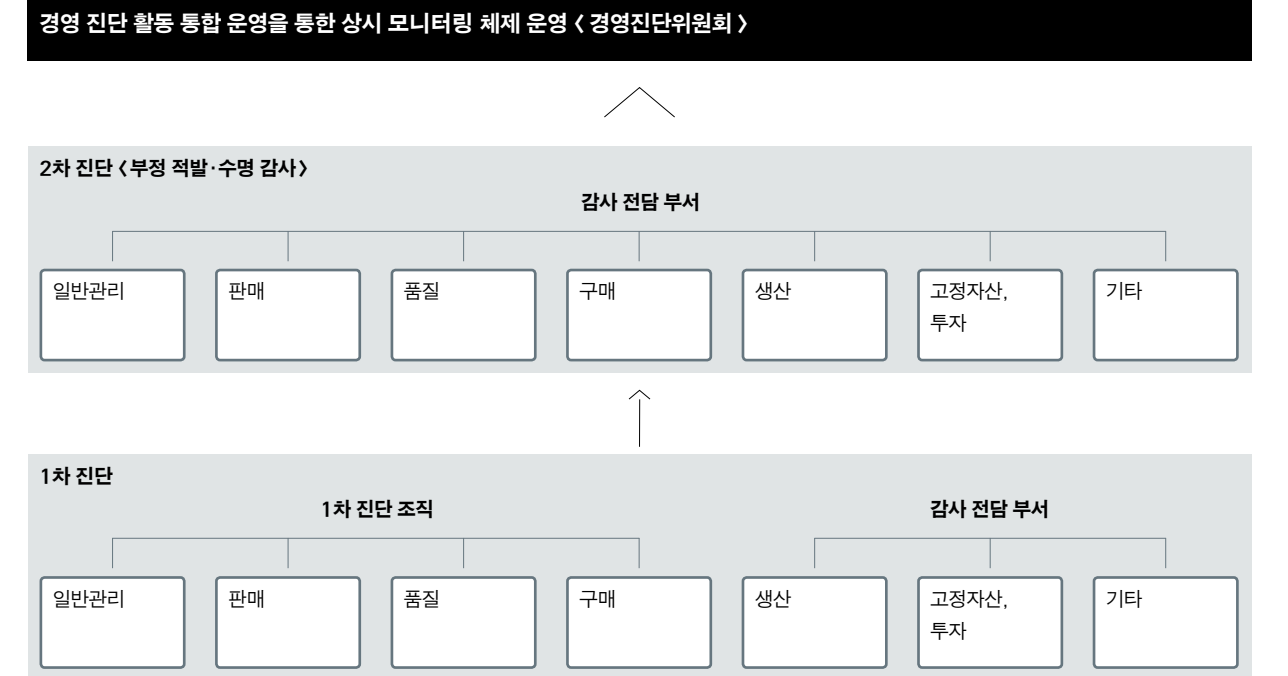 경영 진단 활동 통합 운영을 통한 상시 모니터링 체제 운영 < 경영진단위원회 >
2차 진단 < 부정 적발·수명 감사 >
감사 전담 부서
일반관리
판매
품질
구매
생산
고정자산,
투자
기타
1차 진단
1차 진단 조직
감사 전담 부서
일반관리
판매
품질
구매
생산
고정자산,
투자
기타